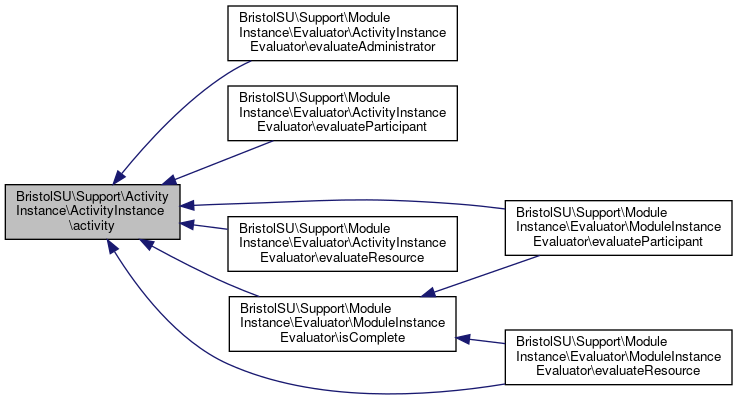 BristolSU\Support\Module
Instance\Evaluator\ActivityInstance
Evaluator\evaluateAdministrator
BristolSU\Support\Module
Instance\Evaluator\ActivityInstance
Evaluator\evaluateParticipant
BristolSU\Support\Activity
Instance\ActivityInstance
\activity
BristolSU\Support\Module
Instance\Evaluator\ModuleInstance
Evaluator\evaluateParticipant
BristolSU\Support\Module
Instance\Evaluator\ActivityInstance
Evaluator\evaluateResource
BristolSU\Support\Module
Instance\Evaluator\ModuleInstance
Evaluator\isComplete
BristolSU\Support\Module
Instance\Evaluator\ModuleInstance
Evaluator\evaluateResource